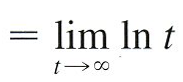 = lim ln t
t→∞